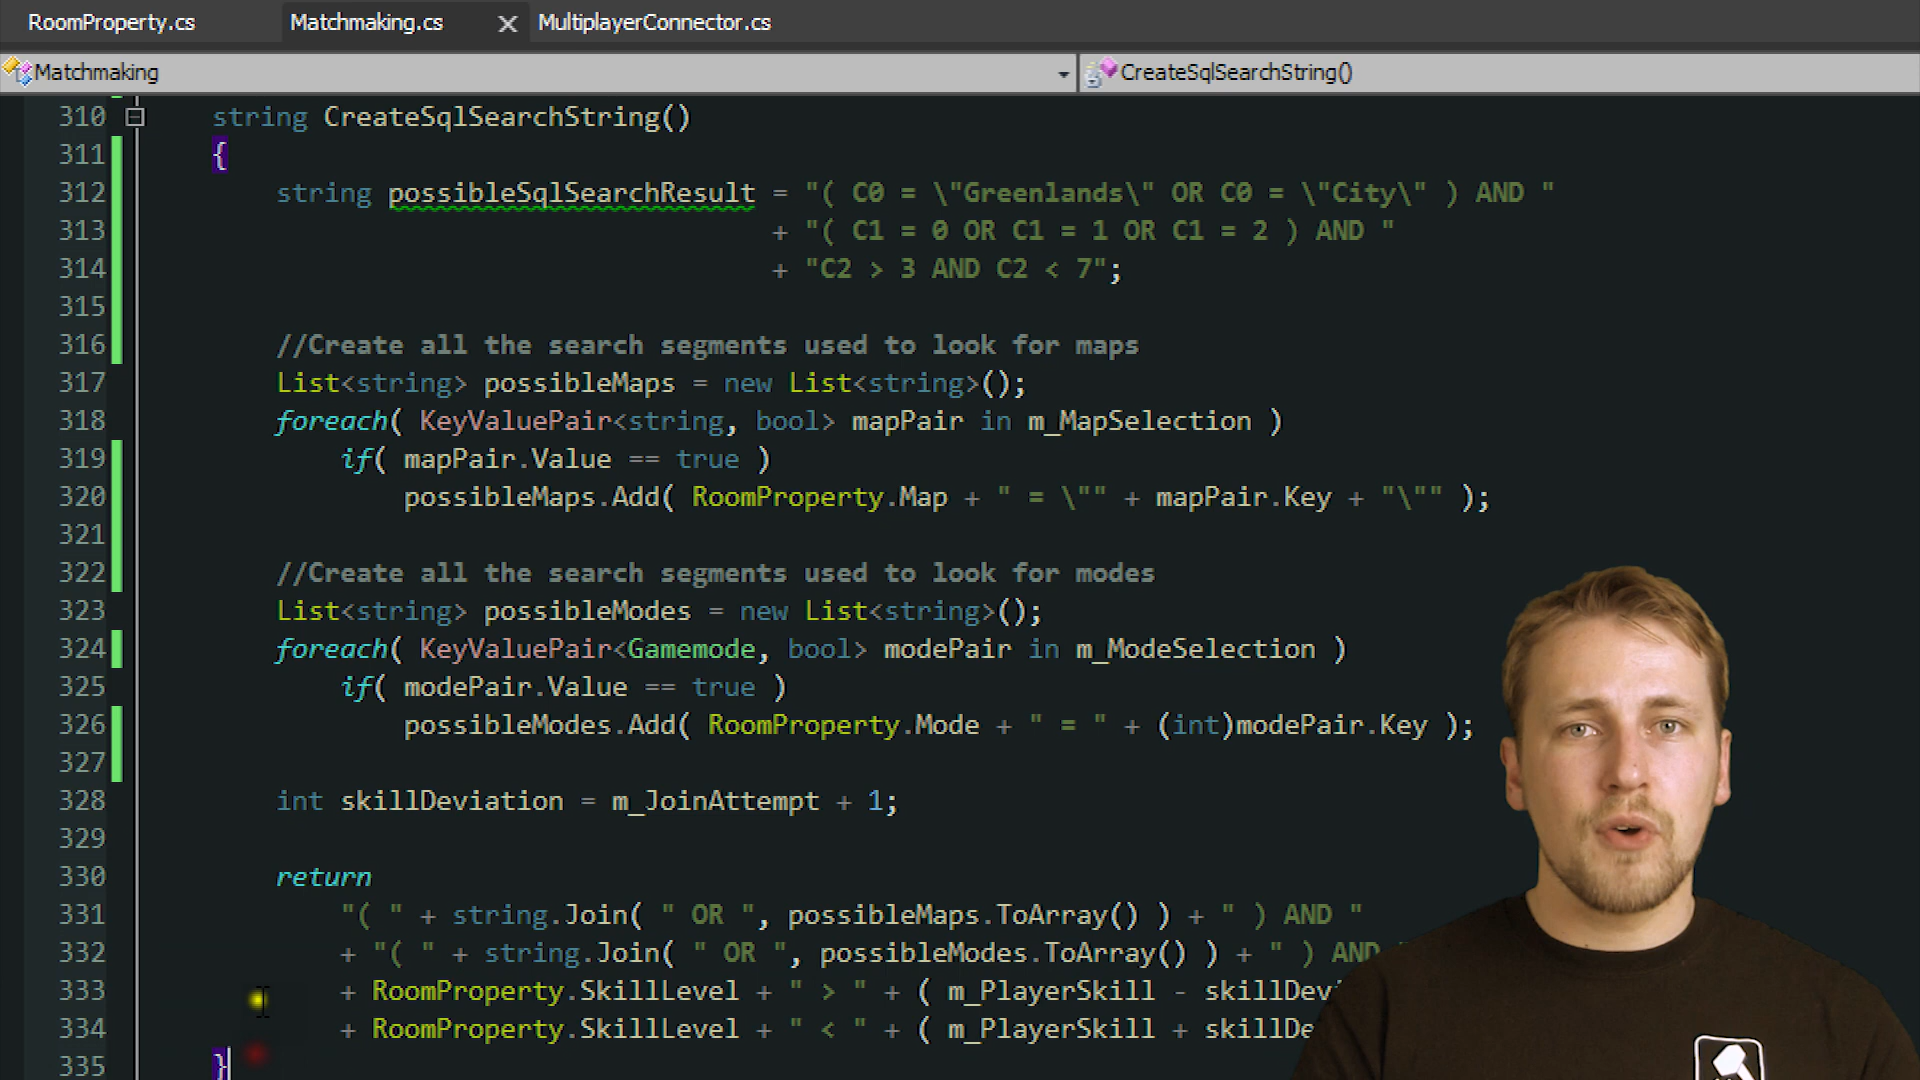 RoomProperty.cs Matchmaking.cs MultiplayerConnector.cs
Matchmaking CreateSqlSearchString()
310 string CreateSqlSearchString()
311 {
312 string possibleSqlSearchResult = "( C0 = \"Greenlands\" OR C0 = \"City\" ) AND "
313 + "( C1 = 0 OR C1 = 1 OR C1 = 2 ) AND "
314 + "C2 > 3 AND C2 < 7";
315
316 //Create all the search segments used to look for maps
317 List<string> possibleMaps = new List<string>();
318 foreach( KeyValuePair<string, bool> mapPair in m_MapSelection )
319 if( mapPair.Value == true )
320 possibleMaps.Add( RoomProperty.Map + " = \"" + mapPair.Key + "\"" );
321
322 //Create all the search segments used to look for modes
323 List<string> possibleModes = new List<string>();
324 foreach( KeyValuePair<Gamemode, bool> modePair in m_ModeSelection )
325 if( modePair.Value == true )
326 possibleModes.Add( RoomProperty.Mode + " = " + (int)modePair.Key );
327
328 int skillDeviation = m_JoinAttempt + 1;
329
330 return
331 "( " + string.Join( " OR ", possibleMaps.ToArray() ) + " ) AND "
332 + "( " + string.Join( " OR ", possibleModes.ToArray() ) + " ) AND
333 + RoomProperty.SkillLevel + " > " + ( m_PlayerSkill - skillDevi
334 + RoomProperty.SkillLevel + " < " + ( m_PlayerSkill + skillDe
335 }